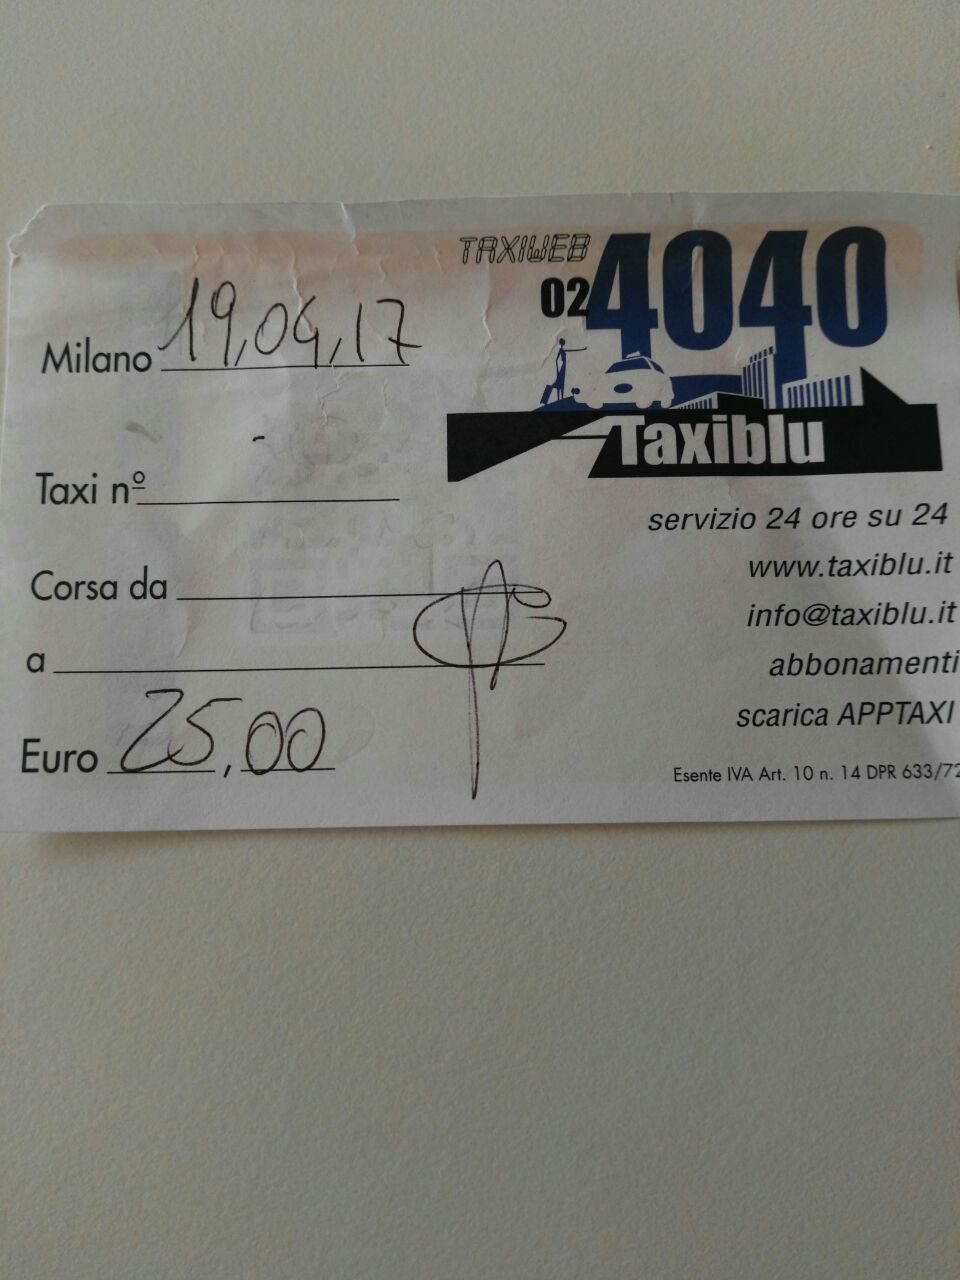 TAXIWEB
02 4040
Taxiblu
Milano 19,04,17
Taxi nº
Corsa da
a
Euro 25,00
servizio 24 ore su 24
www.taxiblu.it
info@taxiblu.it
abbonamenti
scarica APPTAXI
Esente IVA Art. 10 n. 14 DPR 633/72